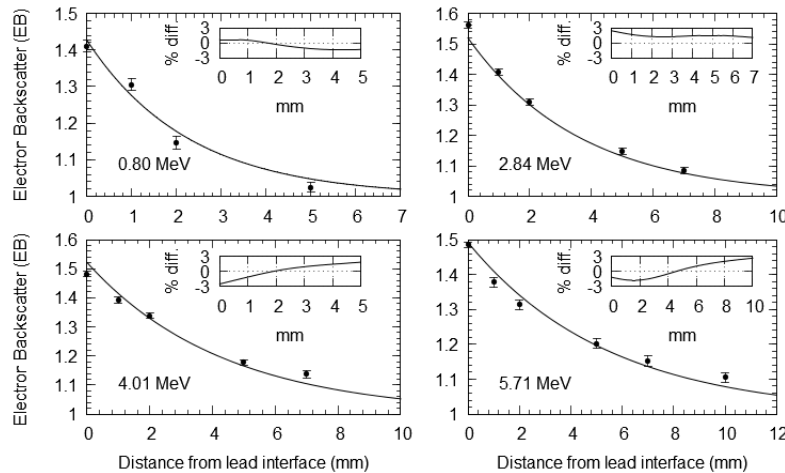 Electron Backscatter (EB)
1.5
1.4
1.3
1.2
1.1
1
0 1 2 3 4 5 6 7
0.80 MeV
% diff.
3
0
-3
0 1 2 3 4 5
mm
1.6
1.5
1.4
1.3
1.2
1.1
1
0 2 4 6 8 10
2.84 MeV
% diff.
3
0
-3
0 1 2 3 4 5 6 7
mm
Electron Backscatter (EB)
1.6
1.5
1.4
1.3
1.2
1.1
1
0 2 4 6 8 10
4.01 MeV
% diff.
3
0
-3
0 1 2 3 4 5
mm
Distance from lead interface (mm)
1.5
1.4
1.3
1.2
1.1
1
0 2 4 6 8 10 12
5.71 MeV
% diff.
3
0
-3
0 2 4 6 8 10
mm
Distance from lead interface (mm)